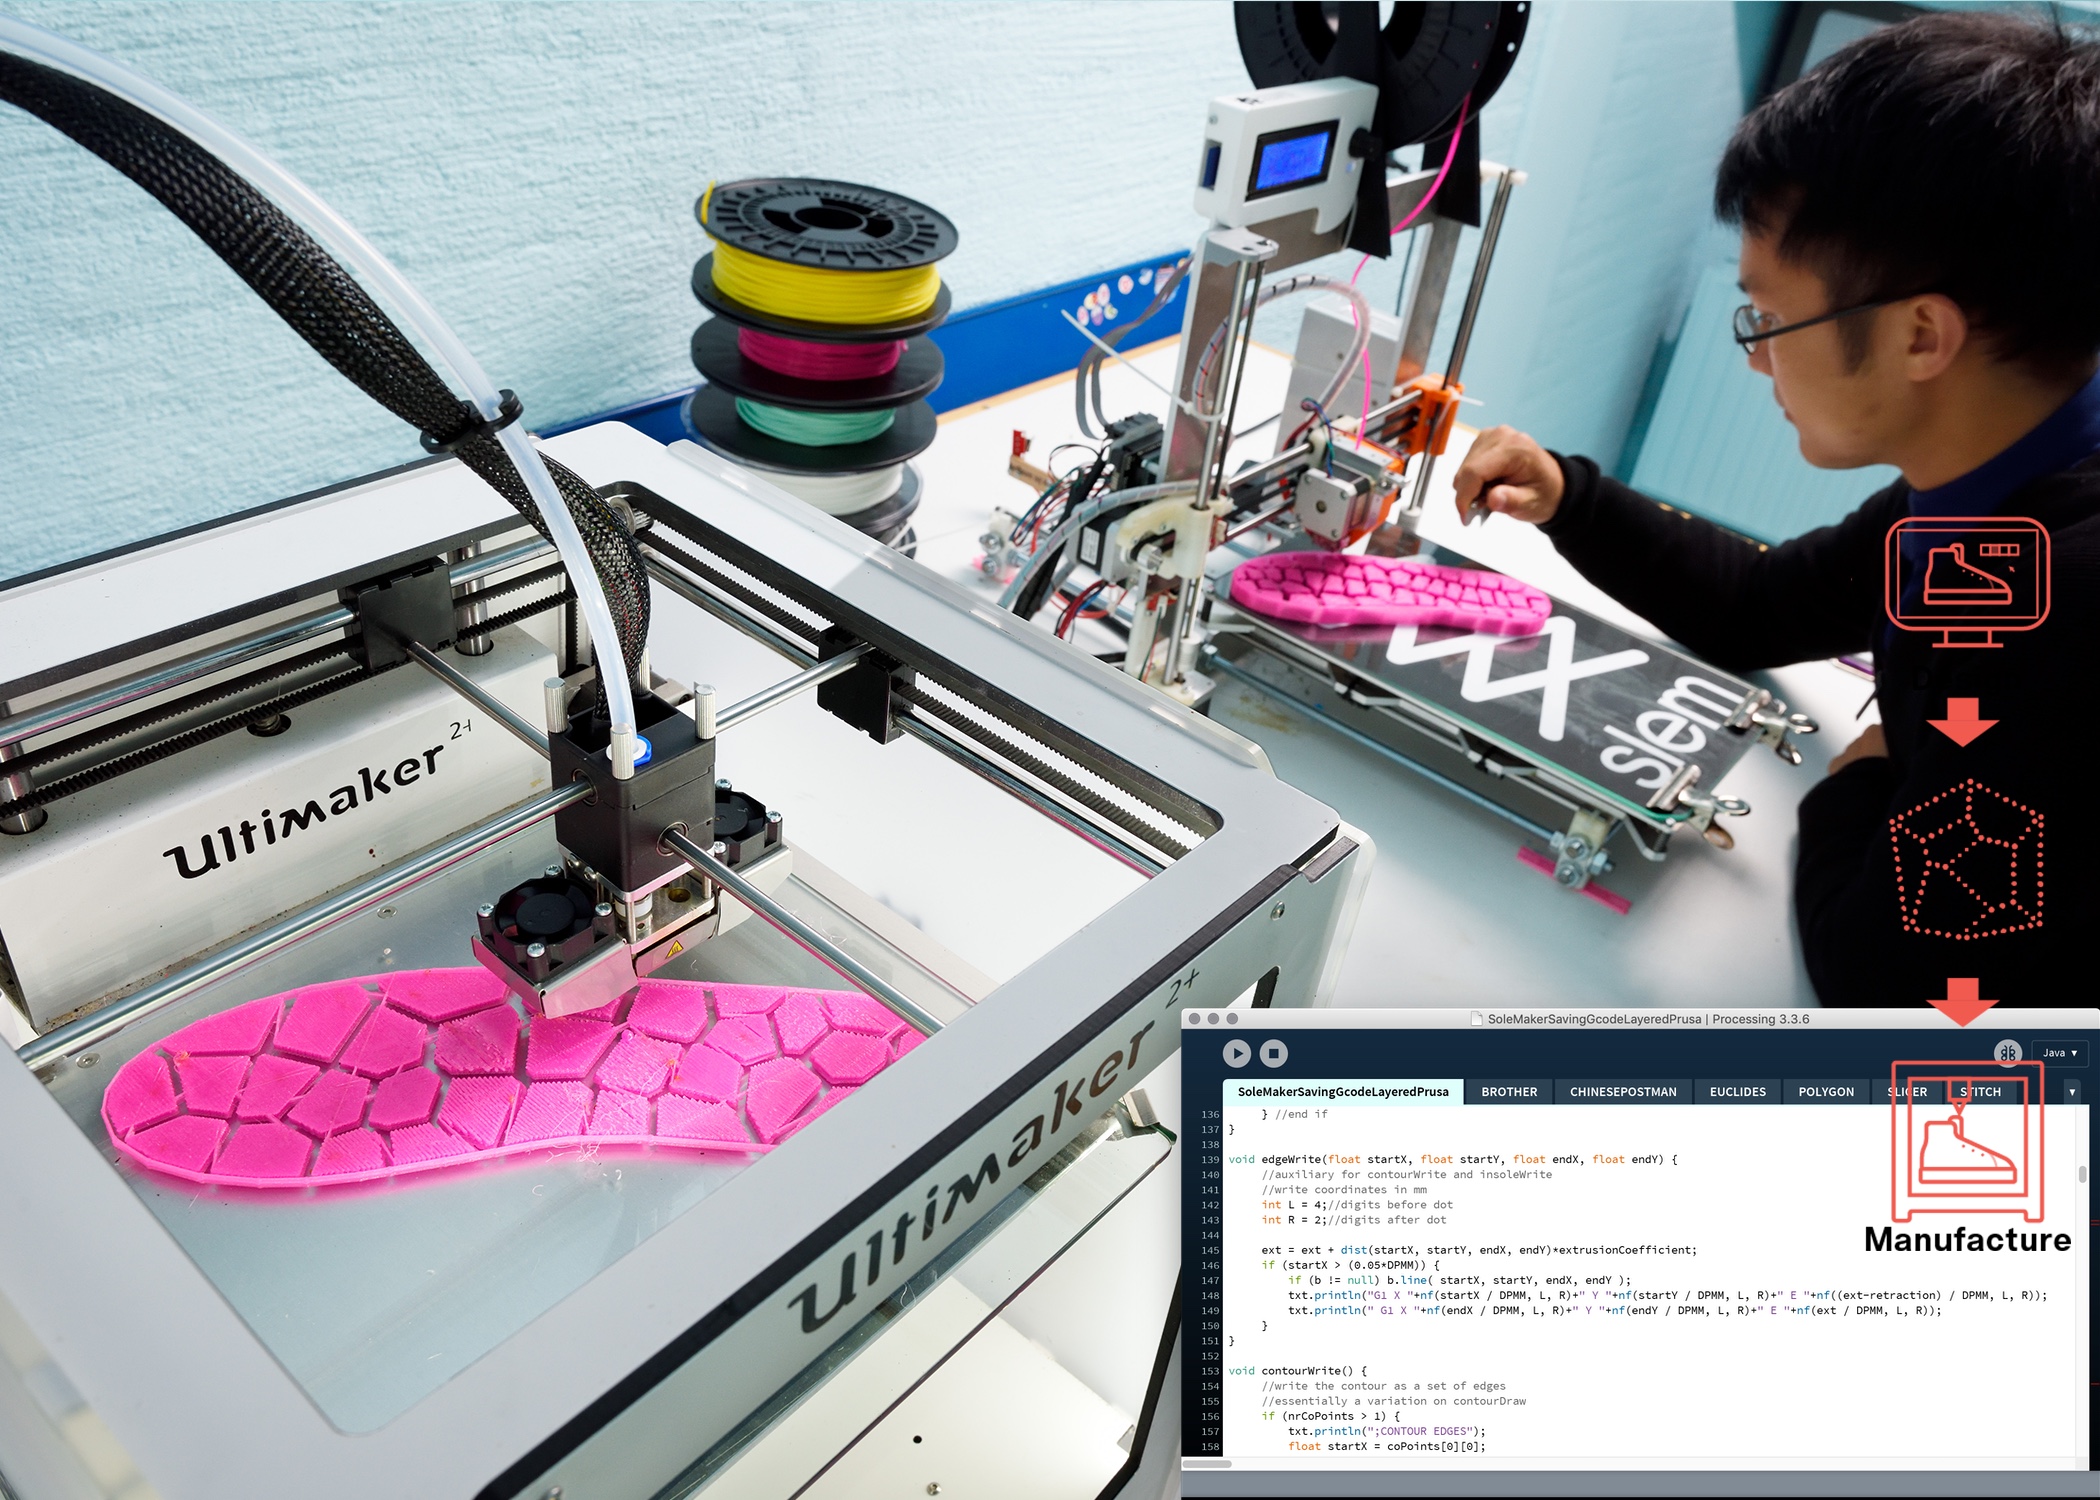 Ultimaker 2+
slem
Ultimaker 2+
SoleMakerSavingGcodeLayeredPrusa | Processing 3.3.6
Java ▾
SoleMakerSavingGcodeLayeredPrusa BROTHER CHINESEPOSTMAN EUCLIDES POLYGON SLICER STITCH ▾
136 } //end if
137 }
138
139 void edgeWrite(float startX, float startY, float endX, float endY) {
140 //auxiliary for contourWrite and insoleWrite
141 //write coordinates in mm
142 int L = 4;//digits before dot
143 int R = 2;//digits after dot
144
145 ext = ext + dist(startX, startY, endX, endY)*extrusionCoefficient;
146 if (startX > (0.05*DPMM)) {
147 if (b != null) b.line( startX, startY, endX, endY );
148 txt.println("G1 X "+nf(startX / DPMM, L, R)+" Y "+nf(startY / DPMM, L, R)+" E "+nf((ext-retraction) / DPMM, L, R));
149 txt.println(" G1 X "+nf(endX / DPMM, L, R)+" Y "+nf(endY / DPMM, L, R)+" E "+nf(ext / DPMM, L, R));
150 }
151 }
152
153 void contourWrite() {
154 //write the contour as a set of edges
155 //essentially a variation on contourDraw
156 if (nrCoPoints > 1) {
157 txt.println(";CONTOUR EDGES");
158 float startX = coPoints[0][0];
Manufacture